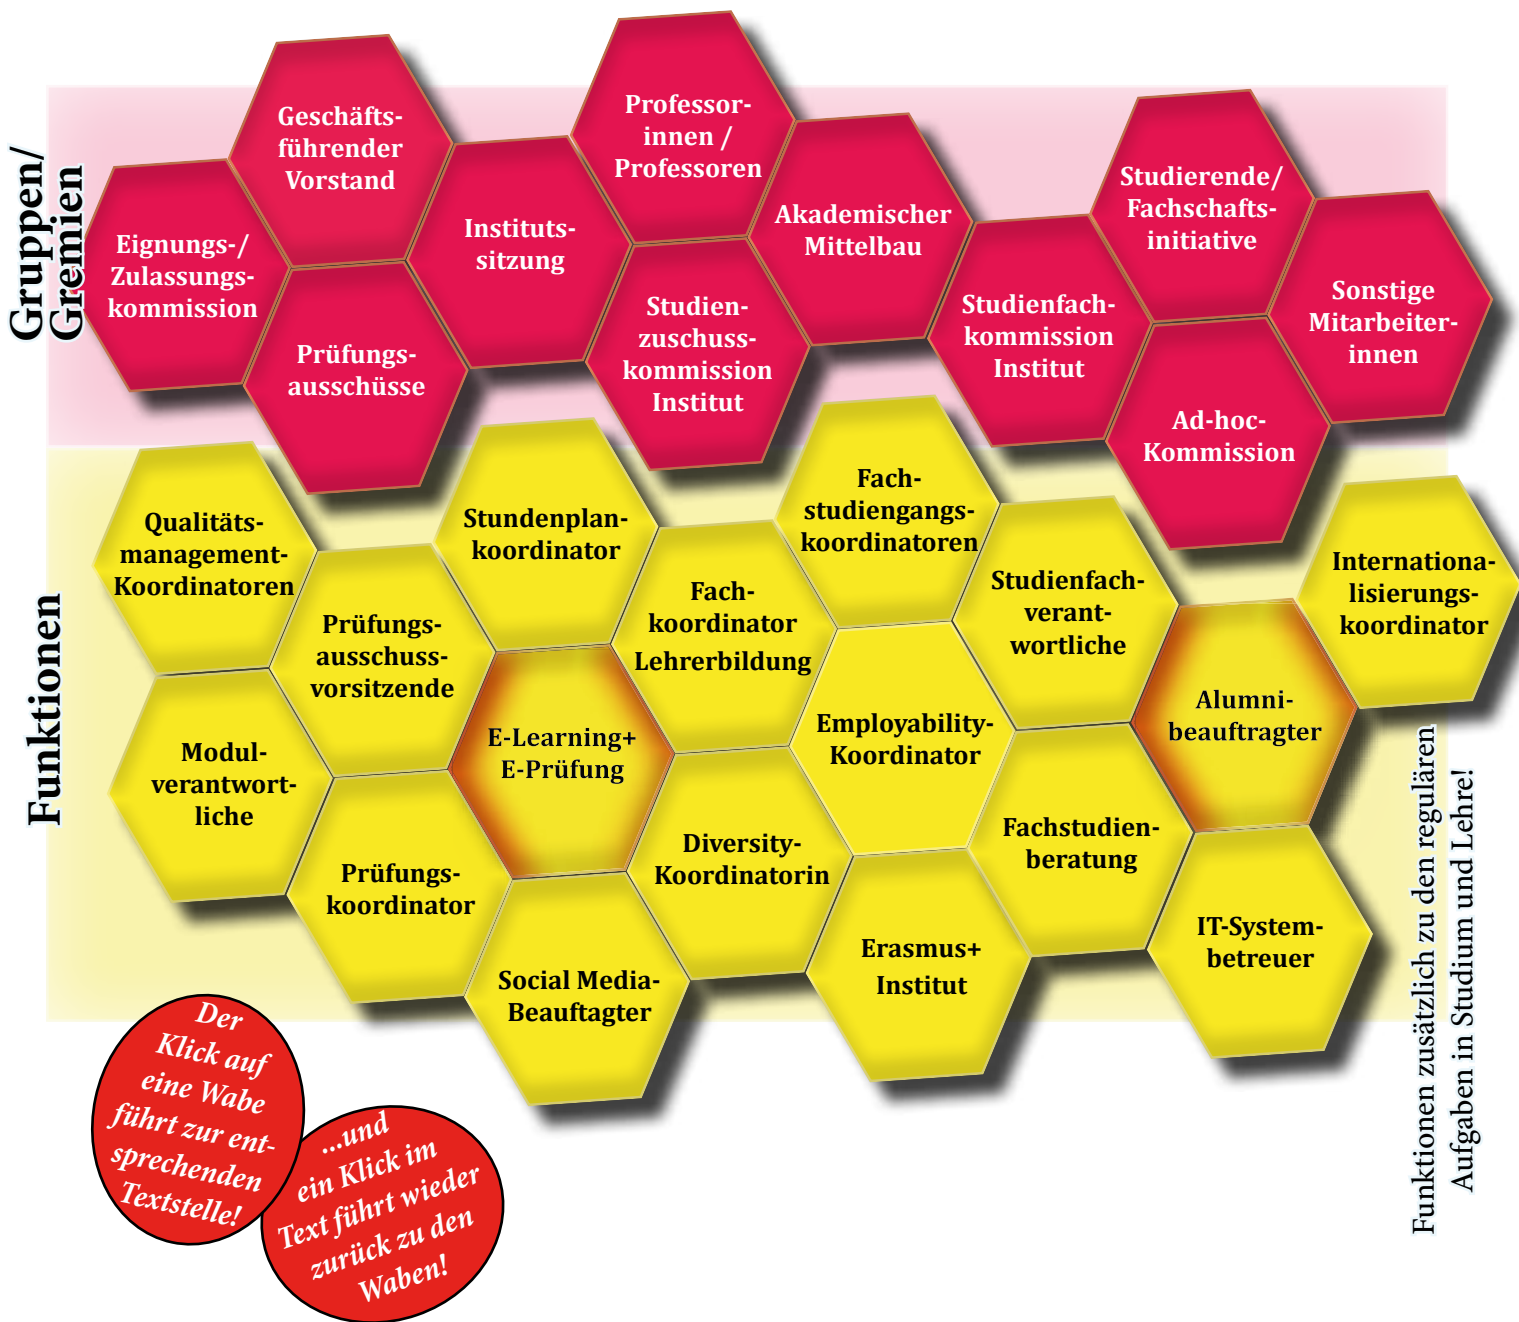 Gruppen/
Gremien
Geschäfts-
führender
Vorstand
Professor-
innen /
Professoren
Eignungs-/
Zulassungs-
kommission
Instituts-
sitzung
Akademischer
Mittelbau
Studierende/
Fachschafts-
initiative
Prüfungs-
ausschüsse
Studien-
zuschuss-
kommission
Institut
Studienfach-
kommission
Institut
Sonstige
Mitarbeiter-
innen
Ad-hoc-
Kommission
Funktionen
Qualitäts-
management-
Koordinatoren
Stundenplan-
koordinator
Fach-
studiengangs-
koordinatoren
Internationa-
lisierungs-
koordinator
Prüfungs-
ausschuss-
vorsitzende
Fach-
koordinator
Lehrerbildung
Studienfach-
verant-
wortliche
Modul-
verantwort-
liche
E-Learning+
E-Prüfung
Employability-
Koordinator
Alumni-
beauftragter
Prüfungs-
koordinator
Diversity-
Koordinatorin
Fachstudien-
beratung
Social Media-
Beauftagter
Erasmus+
Institut
IT-System-
betreuer
Funktionen zusätzlich zu den regulären
Aufgaben in Studium und Lehre!
Der
Klick auf
eine Wabe
führt zur ent-
sprechenden
Textstelle!
...und
ein Klick im
Text führt wieder
zurück zu den
Waben!